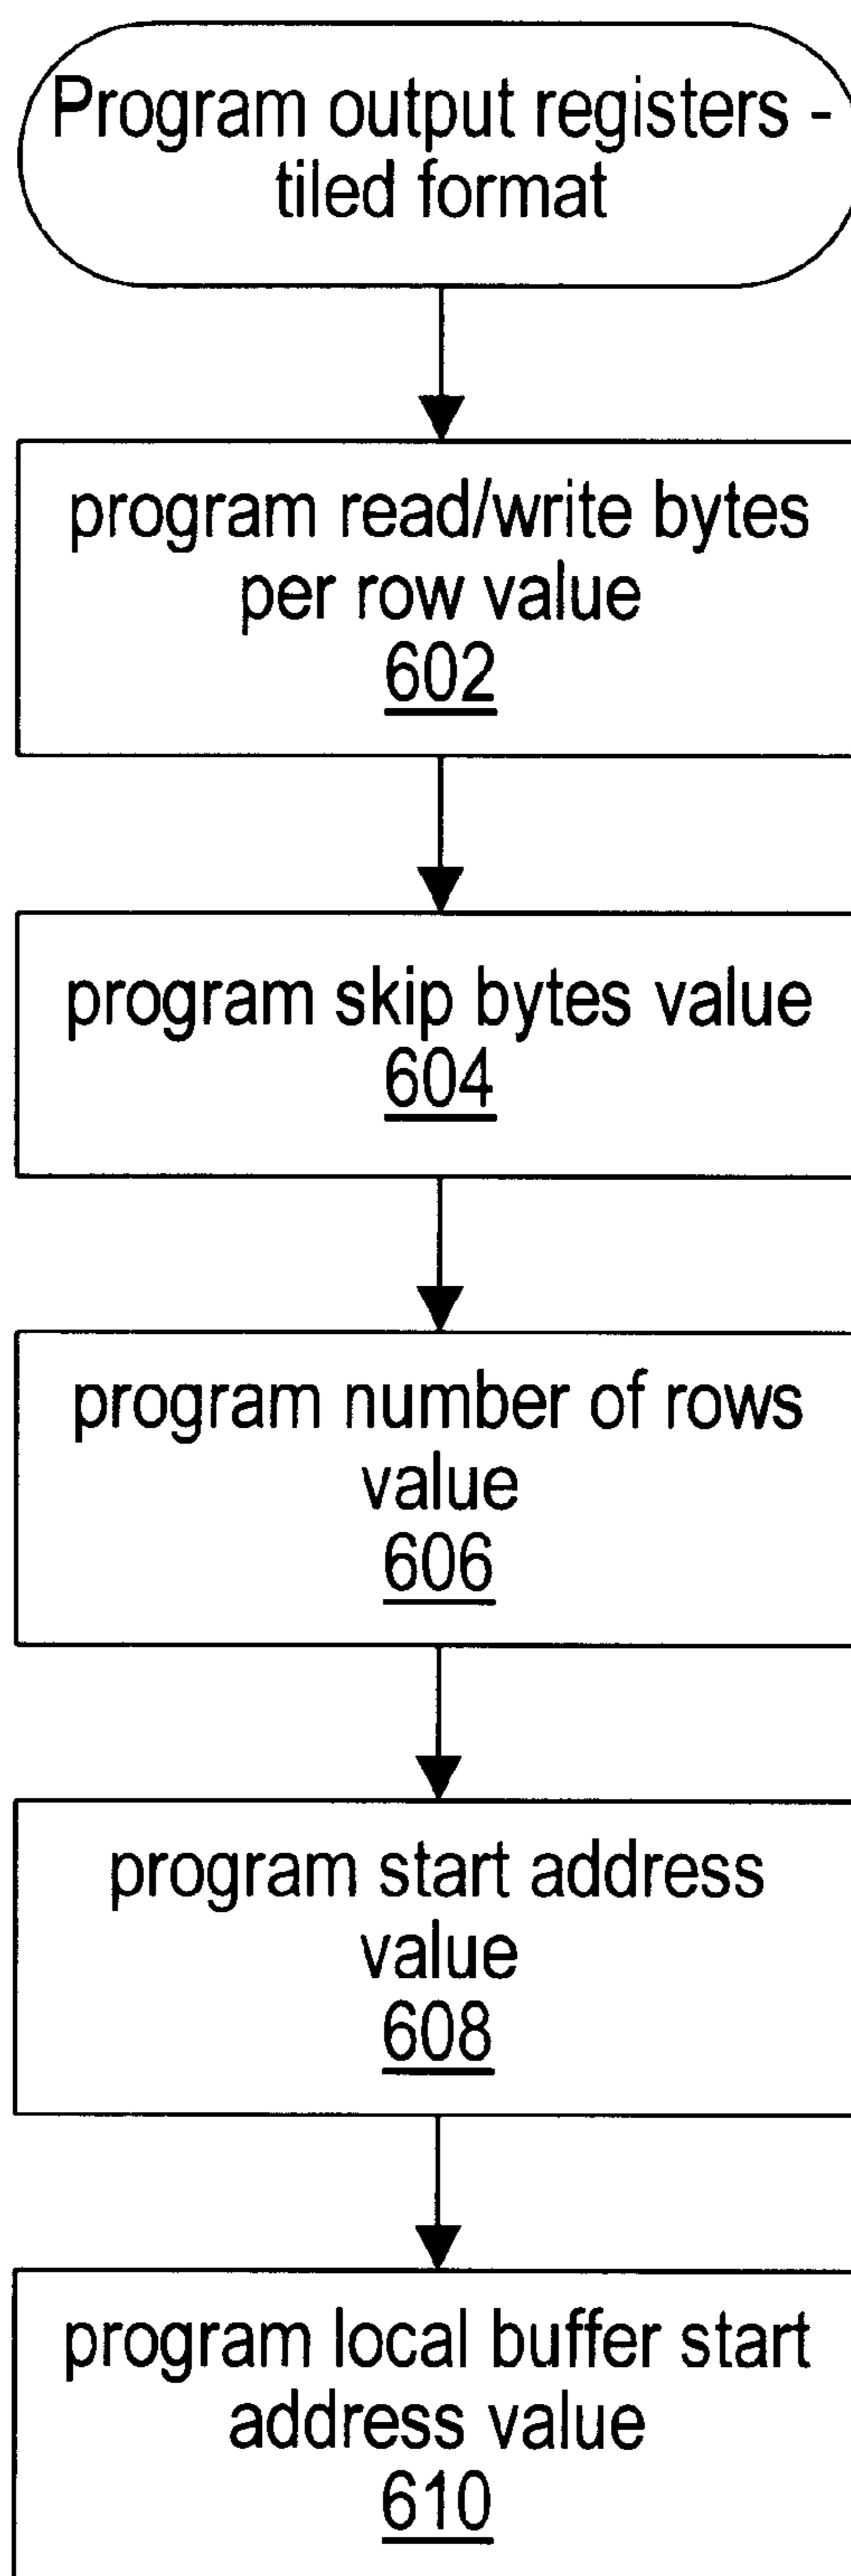 Program output registers -
tiled format
program read/write bytes
per row value
602
program skip bytes value
604
program number of rows
value
606
program start address
value
608
program local buffer start
address value
610